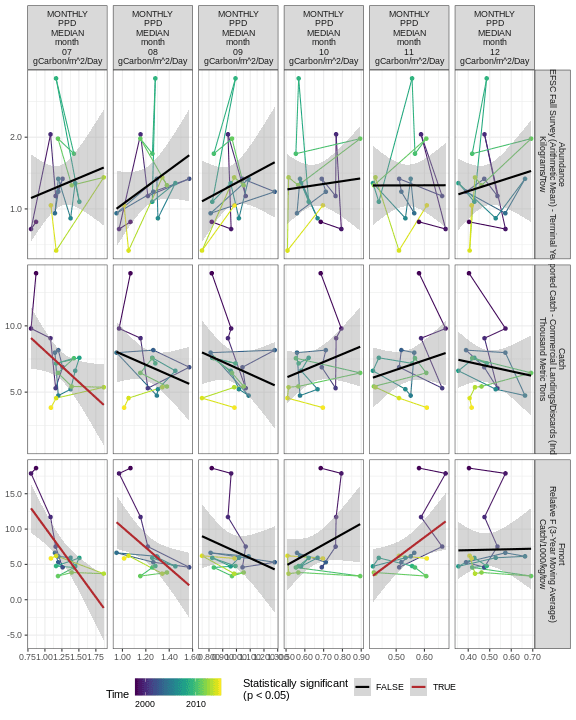 MONTHLY
PPD
MEDIAN
month
07
gCarbon/m^2/Day
MONTHLY
PPD
MEDIAN
month
08
gCarbon/m^2/Day
MONTHLY
PPD
MEDIAN
month
09
gCarbon/m^2/Day
MONTHLY
PPD
MEDIAN
month
10
gCarbon/m^2/Day
MONTHLY
PPD
MEDIAN
month
11
gCarbon/m^2/Day
MONTHLY
PPD
MEDIAN
month
12
gCarbon/m^2/Day
2.0
1.0
Abundance
EFSC Fall Survey (Arithmetic Mean) - Terminal Ye
Kilograms/tow
10.0
5.0
Catch
ported Catch - Commercial Landings/Discards (Ind
Thousand Metric Tons
15.0
10.0
5.0
0.0
-5.0
Fmort
Relative F (3-Year Moving Average)
Catch/1000/kg/tow
0.75 1.00 1.25 1.50 1.75
1.00 1.20 1.40 1.60
0.50 0.60 0.70 0.80 0.90
0.50 0.60
0.40 0.50 0.60 0.70
Time
2000 2010
Statistically significant
(p < 0.05)
FALSE
TRUE